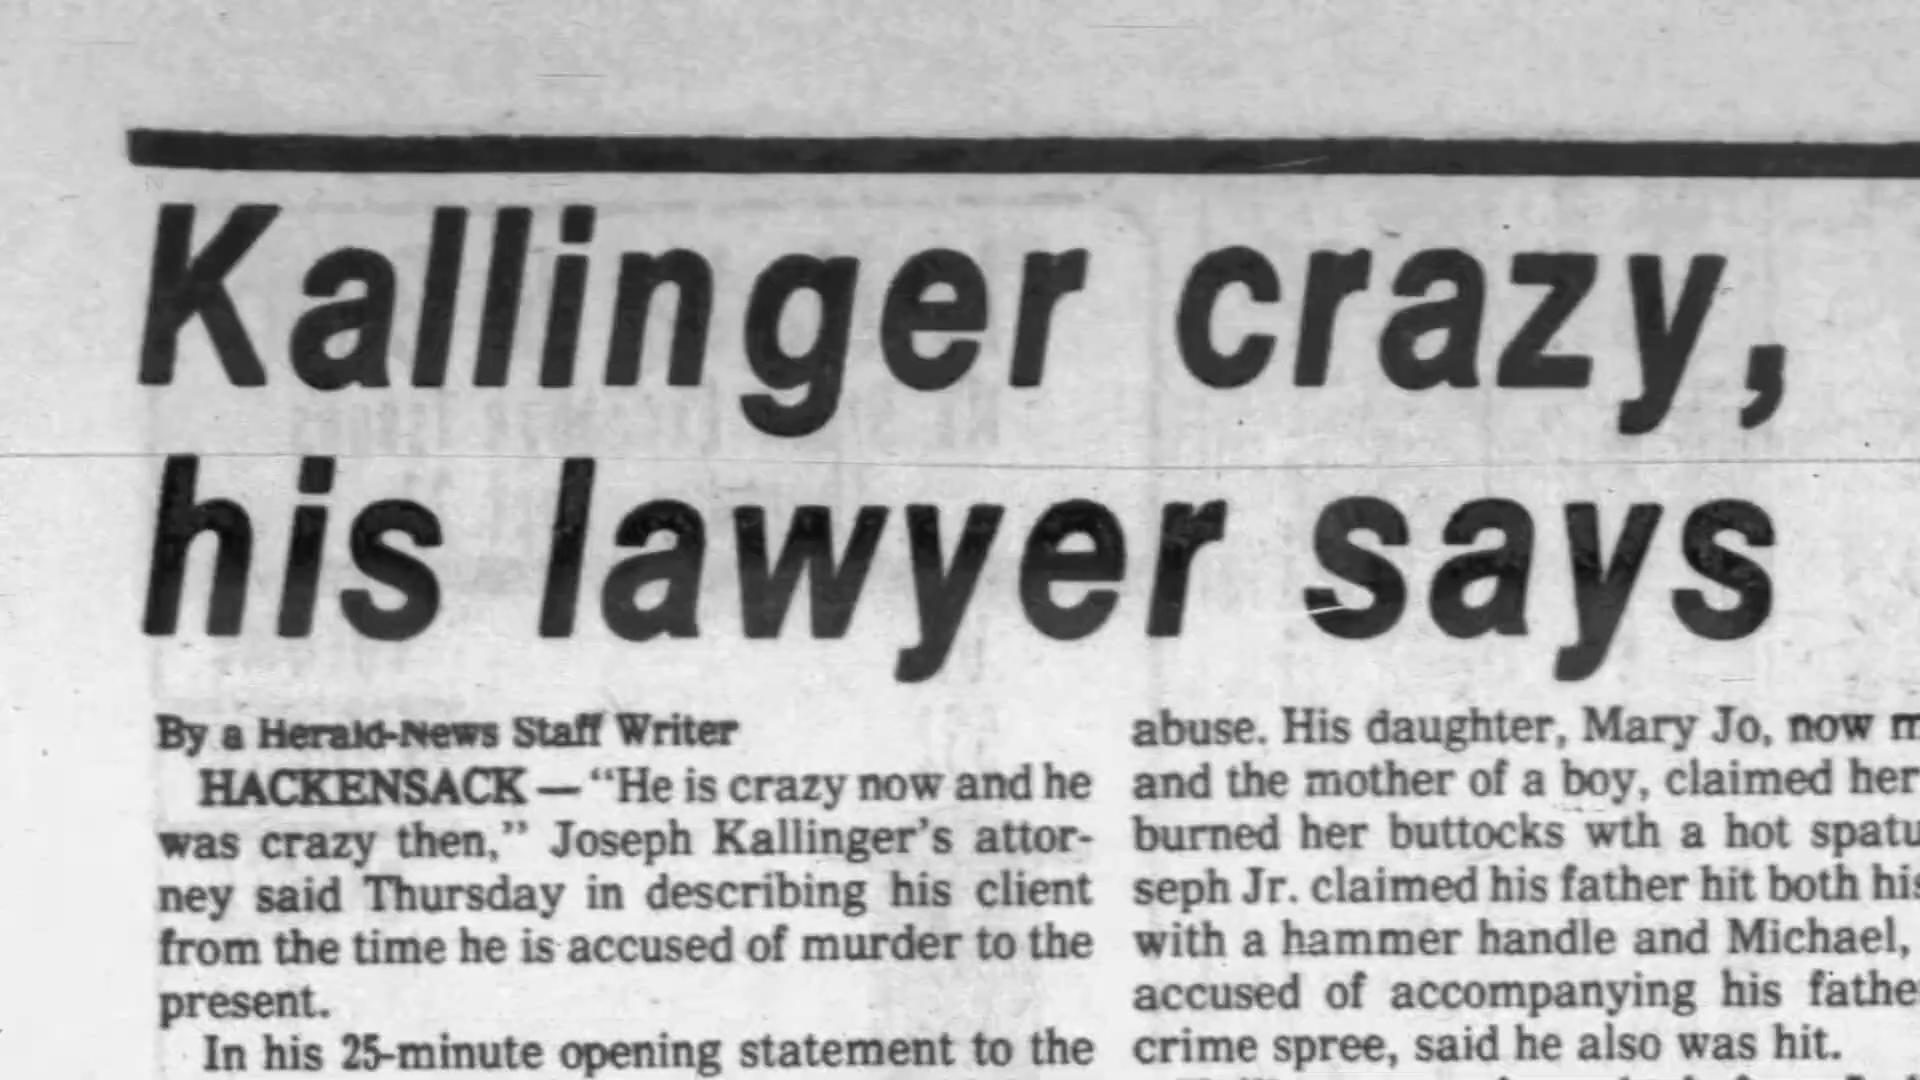 Kallinger crazy,
his lawyer says
By a Herald-News Staff Writer
HACKENSACK — “He is crazy now and he
was crazy then,” Joseph Kallinger’s attor-
ney said Thursday in describing his client
from the time he is accused of murder to the
present.
In his 25-minute opening statement to the
abuse. His daughter, Mary Jo, now m
and the mother of a boy, claimed her
burned her buttocks wth a hot spatu
seph Jr. claimed his father hit both his
with a hammer handle and Michael,
accused of accompanying his fathe
crime spree, said he also was hit.